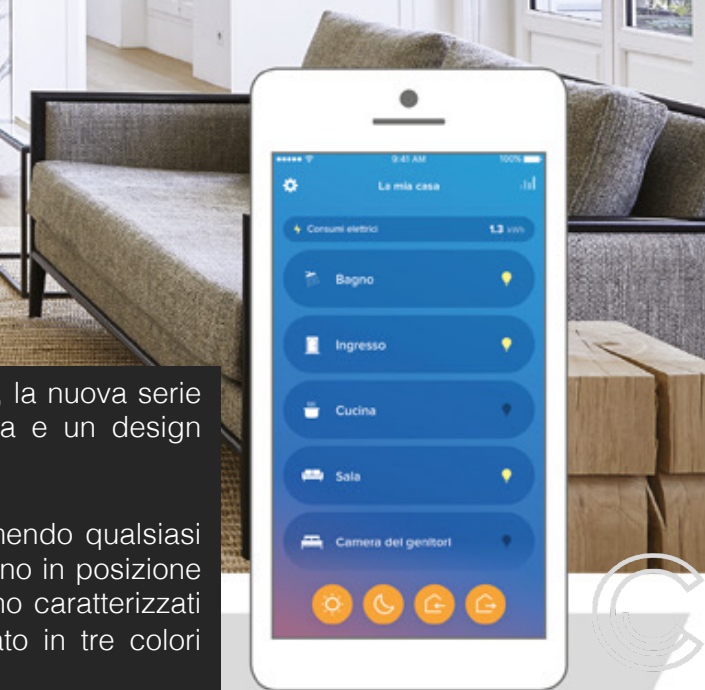 9:41 AM
100%
La mia casa
Consumi elettrici
1.3 kWh
Bagno
Ingresso
Cucina
Sala
Camera dei genitori
, la nuova serie
a e un design
nendo qualsiasi
no in posizione
no caratterizzati
ato in tre colori